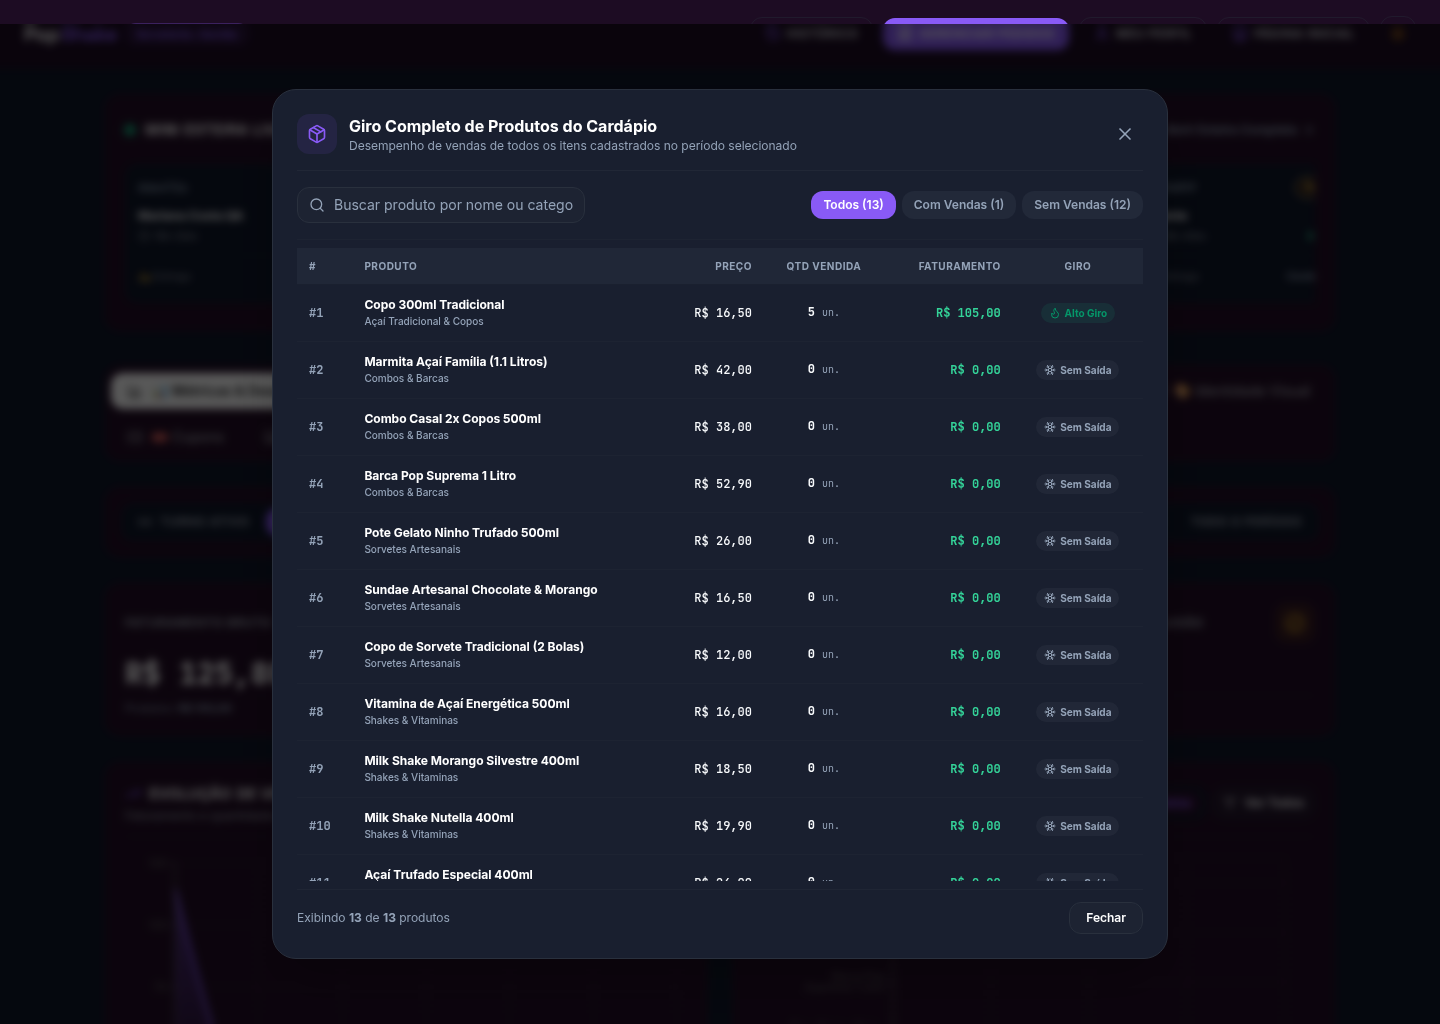 Giro Completo de Produtos do Cardápio
Desempenho de vendas de todos os itens cadastrados no período selecionado
Buscar produto por nome ou catego
Todos (13) Com Vendas (1) Sem Vendas (12)
# PRODUTO PREÇO QTD VENDIDA FATURAMENTO GIRO
#1 Copo 300ml Tradicional R$ 16,50 5 un. R$ 105,00 Alto Giro
Açaí Tradicional & Copos
#2 Marmita Açaí Família (1.1 Litros) R$ 42,00 0 un. R$ 0,00 Sem Saída
Combos & Barcas
#3 Combo Casal 2x Copos 500ml R$ 38,00 0 un. R$ 0,00 Sem Saída
Combos & Barcas
#4 Barca Pop Suprema 1 Litro R$ 52,90 0 un. R$ 0,00 Sem Saída
Combos & Barcas
#5 Pote Gelato Ninho Trufado 500ml R$ 26,00 0 un. R$ 0,00 Sem Saída
Sorvetes Artesanais
#6 Sundae Artesanal Chocolate & Morango R$ 16,50 0 un. R$ 0,00 Sem Saída
Sorvetes Artesanais
#7 Copo de Sorvete Tradicional (2 Bolas) R$ 12,00 0 un. R$ 0,00 Sem Saída
Sorvetes Artesanais
#8 Vitamina de Açaí Energética 500ml R$ 16,00 0 un. R$ 0,00 Sem Saída
Shakes & Vitaminas
#9 Milk Shake Morango Silvestre 400ml R$ 18,50 0 un. R$ 0,00 Sem Saída
Shakes & Vitaminas
#10 Milk Shake Nutella 400ml R$ 19,90 0 un. R$ 0,00 Sem Saída
Shakes & Vitaminas
Açaí Trufado Especial 400ml
Exibindo 13 de 13 produtos
Fechar